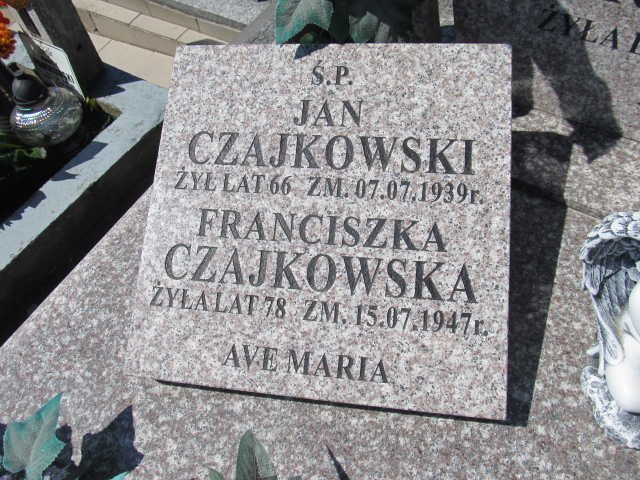 Ś.P.
JAN
CZAJKOWSKI
ŻYŁ LAT 66 ZM. 07.07.1939r.
FRANCISZKA
CZAJKOWSKA
ŻYŁA LAT 78 ZM. 15.07.1947r.
AVE MARIA
ŻYŁA